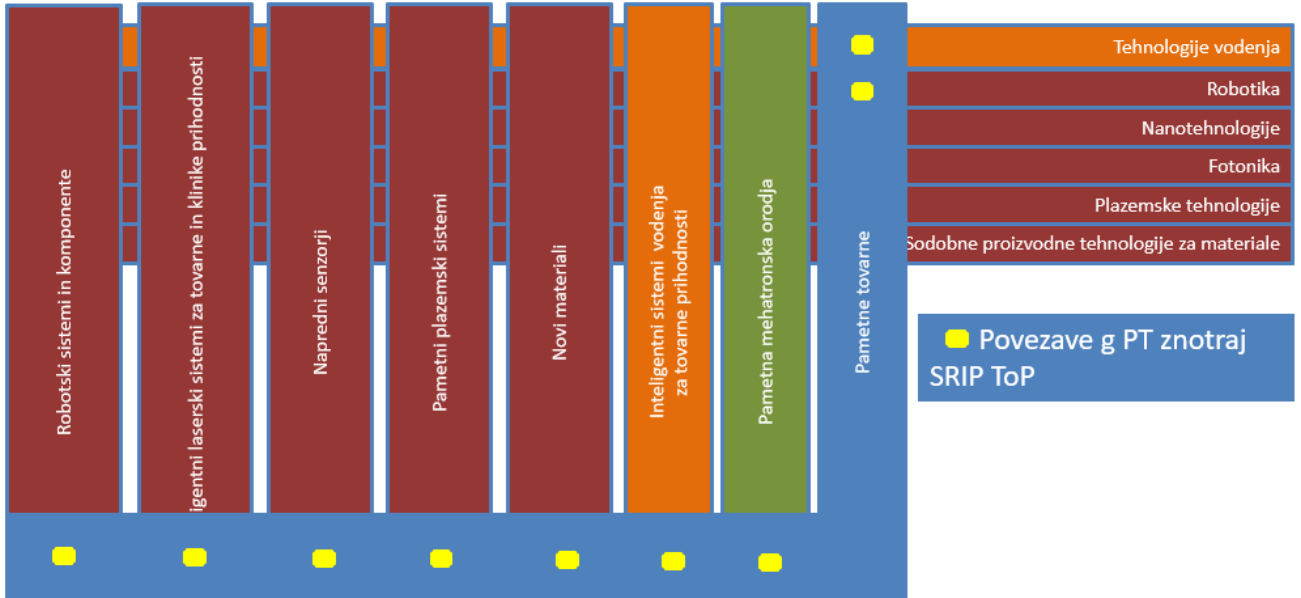 Tehnologije vodenja
Robotika
Nanotehnologije
Fotonika
Plazemske tehnologije
Sodobne proizvodne tehnologije za materiale
Robotski sistemi in komponente
igentni laserski sistemi za tovarne in klinike prihodnosti
Napredni senzorji
Pametni plazemski sistemi
Novi materiali
Inteligentni sistemi vodenja
za tovarne prihodnosti
Pametna mehatronska orodja
Pametne tovarne
Povezave g PT znotraj
SRIP ToP